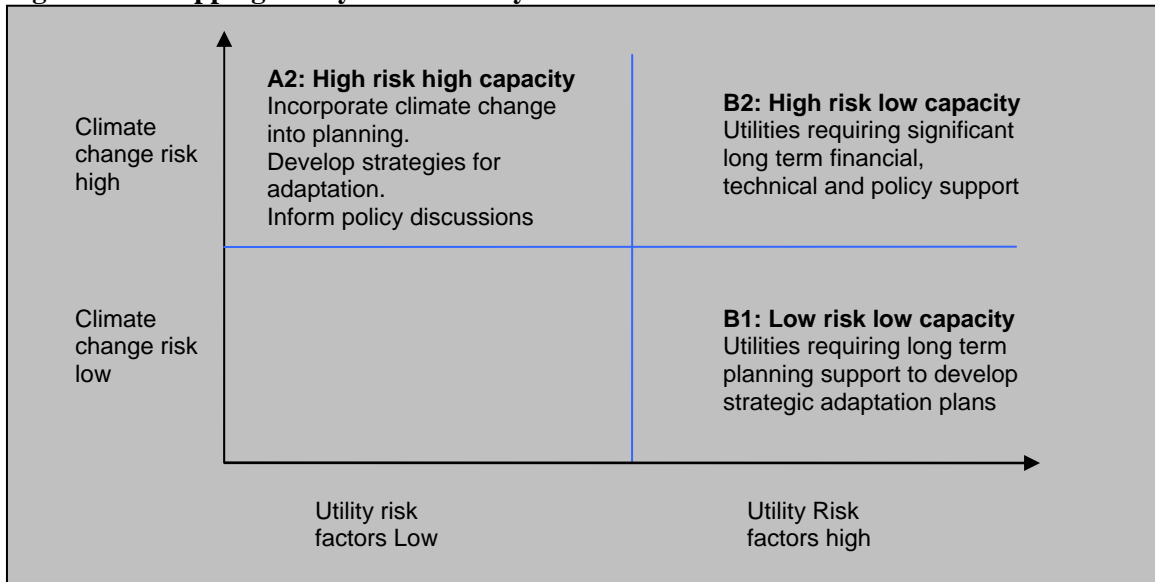 Climate
change risk
high
A2: High risk high capacity
Incorporate climate change
into planning.
Develop strategies for
adaptation.
Inform policy discussions
B2: High risk low capacity
Utilities requiring significant
long term financial,
technical and policy support
Climate
change risk
low
B1: Low risk low capacity
Utilities requiring long term
planning support to develop
strategic adaptation plans
Utility risk
factors Low
Utility Risk
factors high